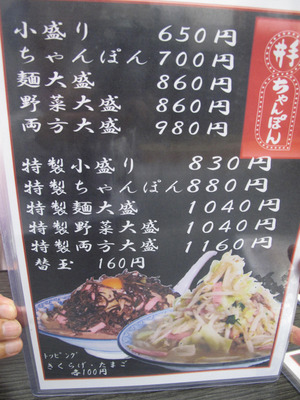 小盛り 650円
ちゃんぽん 700円
麺大盛 860円
野菜大盛 860円
両方大盛 980円
特製小盛り 830円
特製ちゃんぽん 880円
特製麺大盛 1040円
特製野菜大盛 1040円
特製両方大盛 1160円
替玉 160円
トッピング
きくらげ・たまご
各100円
ちゃんぽん